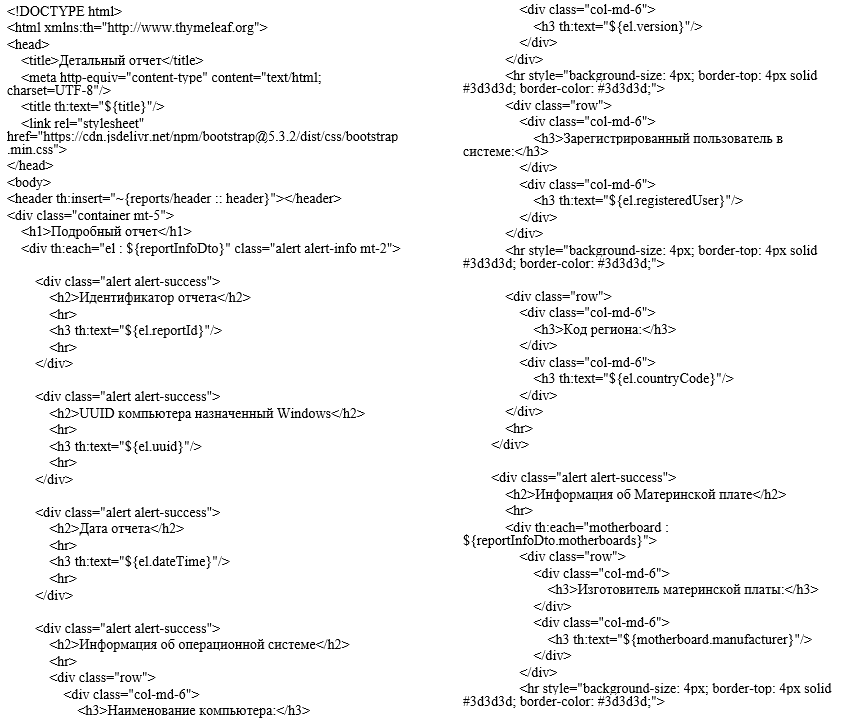 <!DOCTYPE html>
<html xmlns:th="http://www.thymeleaf.org">
<head>
<title>Детальный отчет</title>
<meta http-equiv="content-type" content="text/html;
charset=UTF-8"/>
<title th:text="${title}"/>
<link rel="stylesheet"
href="https://cdn.jsdelivr.net/npm/bootstrap@5.3.2/dist/css/bootstrap
.min.css">
</head>
<body>
<header th:insert="~{reports/header :: header}"></header>
<div class="container mt-5">
<h1>Подробный отчет</h1>
<div th:each="el : ${reportInfoDto}" class="alert alert-info mt-2">
<div class="alert alert-success">
<h2>Идентификатор отчета</h2>
<hr>
<h3 th:text="${el.reportId}"/>
<hr>
</div>
<div class="alert alert-success">
<h2>UUID компьютера назначенный Windows</h2>
<hr>
<h3 th:text="${el.uuid}"/>
<hr>
</div>
<div class="alert alert-success">
<h2>Дата отчета</h2>
<hr>
<h3 th:text="${el.dateTime}"/>
<hr>
</div>
<div class="alert alert-success">
<h2>Информация об операционной системе</h2>
<hr>
<div class="row">
<div class="col-md-6">
<h3>Наименование компьютера:</h3>
<div class="col-md-6">
<h3 th:text="${el.version}"/>
</div>
</div>
<hr style="background-size: 4px; border-top: 4px solid
#3d3d3d; border-color: #3d3d3d;">
<div class="row">
<div class="col-md-6">
<h3>Зарегистрированный пользователь в
системе:</h3>
</div>
<div class="col-md-6">
<h3 th:text="${el.registeredUser}"/>
</div>
</div>
<hr style="background-size: 4px; border-top: 4px solid
#3d3d3d; border-color: #3d3d3d;">
<div class="row">
<div class="col-md-6">
<h3>Код региона:</h3>
</div>
<div class="col-md-6">
<h3 th:text="${el.countryCode}"/>
</div>
</div>
<hr>
</div>
<div class="alert alert-success">
<h2>Информация об Материнской плате</h2>
<hr>
<div th:each="motherboard :
${reportInfoDto.motherboards}">
<div class="row">
<div class="col-md-6">
<h3>Изготовитель материнской платы:</h3>
</div>
<div class="col-md-6">
<h3 th:text="${motherboard.manufacturer}"/>
</div>
</div>
<hr style="background-size: 4px; border-top: 4px solid
#3d3d3d; border-color: #3d3d3d;">